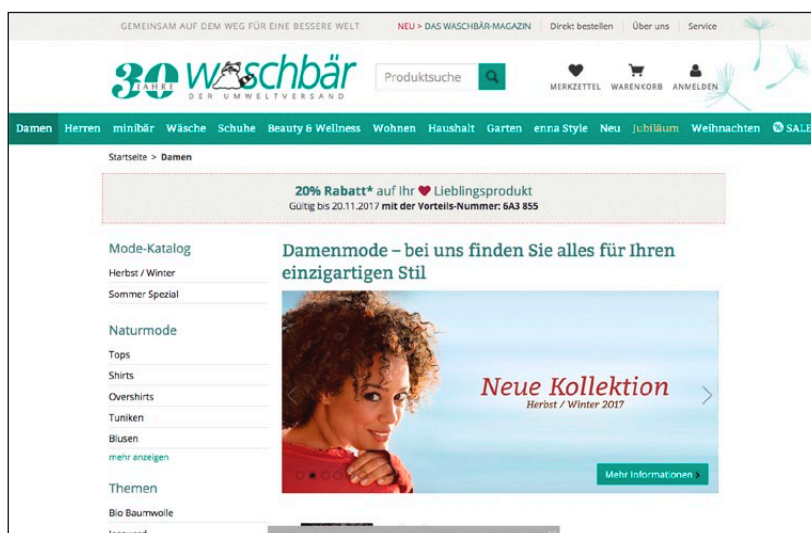 GEMEINSAM AUF DEM WEG FÜR EINE BESSERE WELT
NEU > DAS WASCHBÄR-MAGAZIN
Direkt bestellen
Über uns
Service
30 JAHRE
waschbär
DER UMWELTVERSAND
Produktsuche
MERKZETTEL
WARENKORB
ANMELDEN
Damen Herren minibär Wäsche Schuhe Beauty & Wellness Wohnen Haushalt Garten enna Style Neu Jubiläum Weihnachten % SALE
Startseite > Damen
20% Rabatt* auf Ihr Lieblingsprodukt
Gültig bis 20.11.2017 mit der Vorteils-Nummer: 6A3 855
Mode-Katalog
Herbst / Winter
Sommer Spezial
Naturmode
Tops
Shirts
Overshirts
Tuniken
Blusen
mehr anzeigen
Themen
Bio Baumwolle
Damenmode – bei uns finden Sie alles für Ihren
einzigartigen Stil
Neue Kollektion
Herbst / Winter 2017
Mehr Informationen >